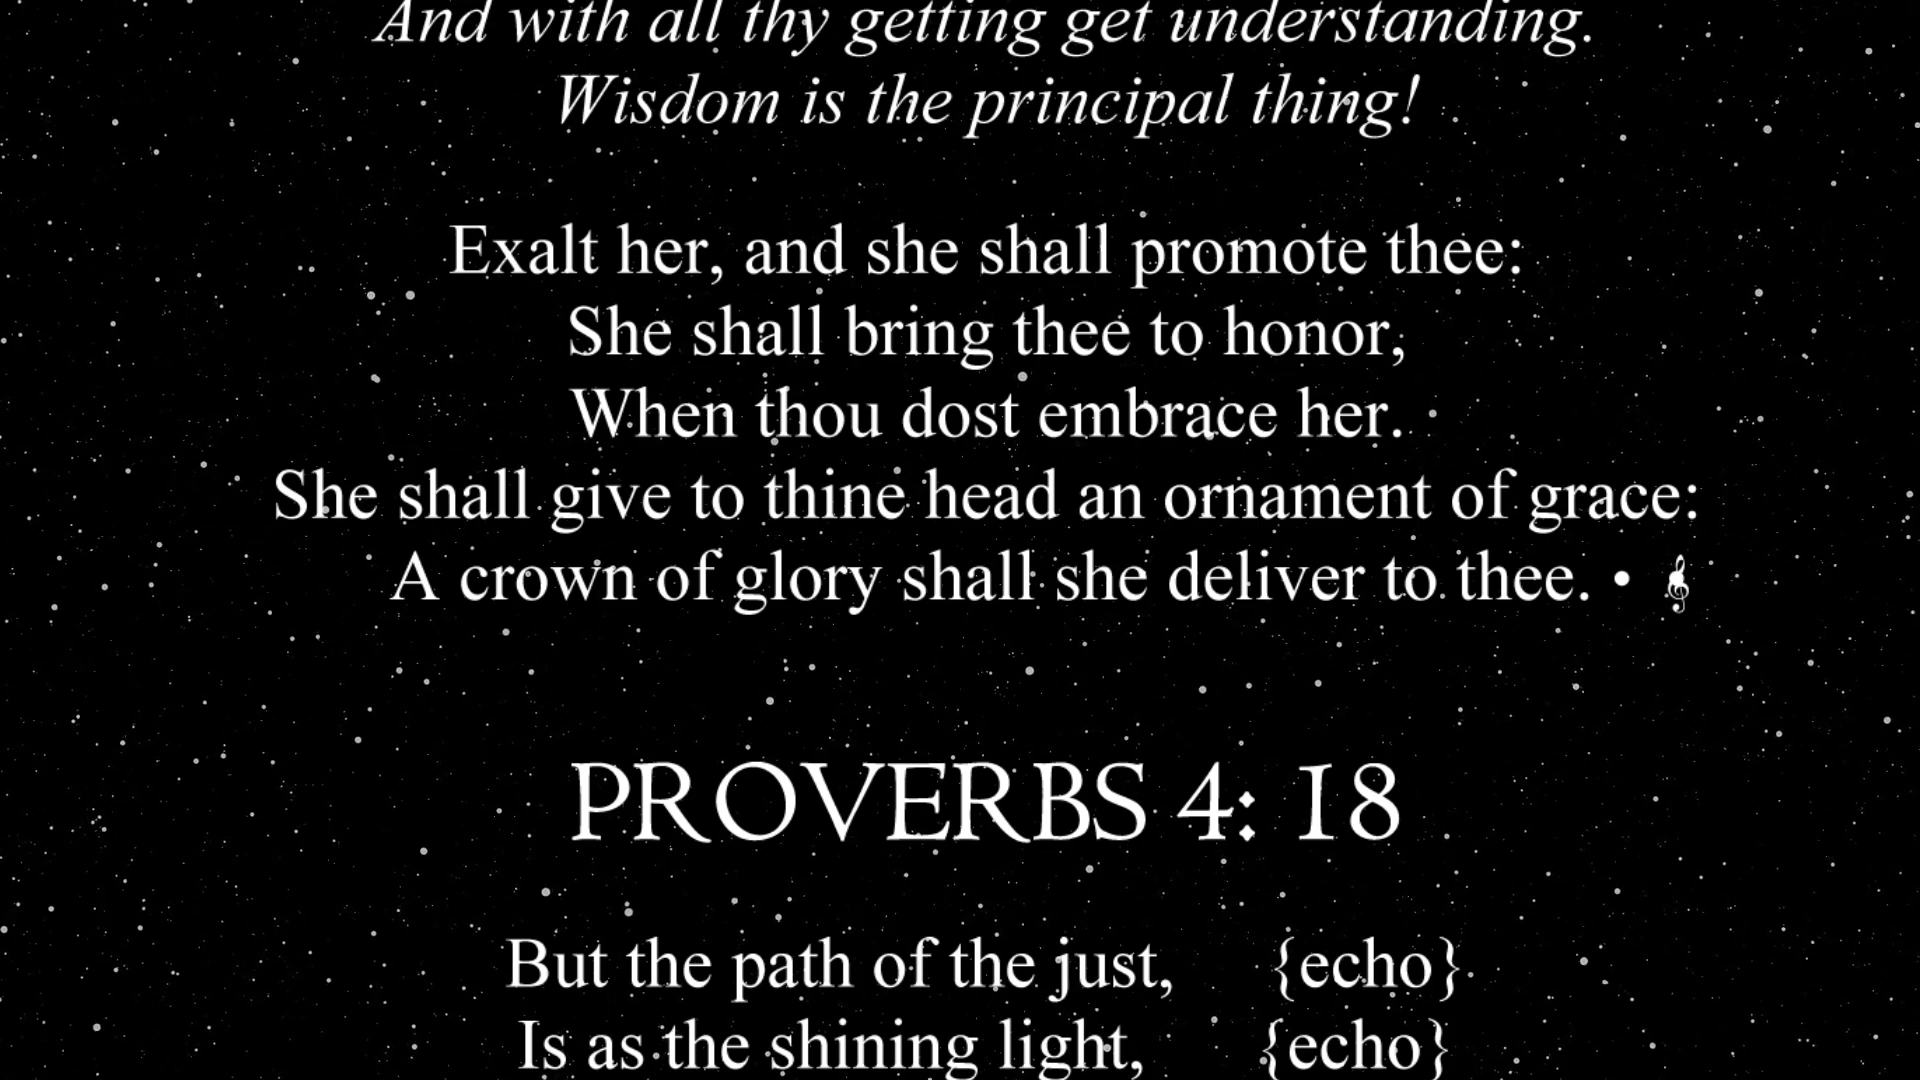 And with all thy getting get understanding.
Wisdom is the principal thing!
Exalt her, and she shall promote thee:
She shall bring thee to honor,
When thou dost embrace her.
She shall give to thine head an ornament of grace:
A crown of glory shall she deliver to thee. • 𝄞
PROVERBS 4: 18
But the path of the just, {echo}
Is as the shining light, {echo}